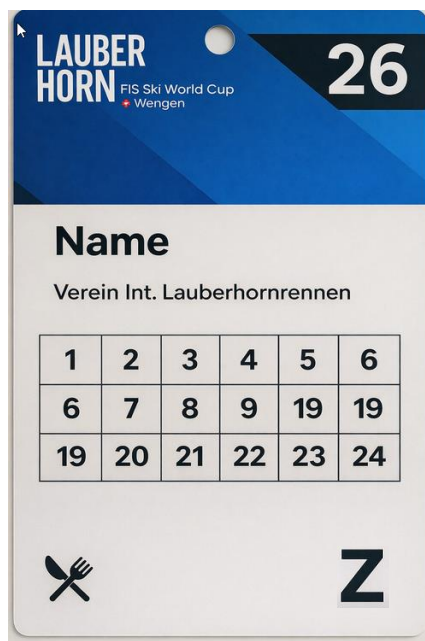 LAUBER
HORN FIS Ski World Cup
Wengen
26
Name
Verein Int. Lauberhornrennen
1 2 3 4 5 6
6 7 8 9 19 19
19 20 21 22 23 24
Z